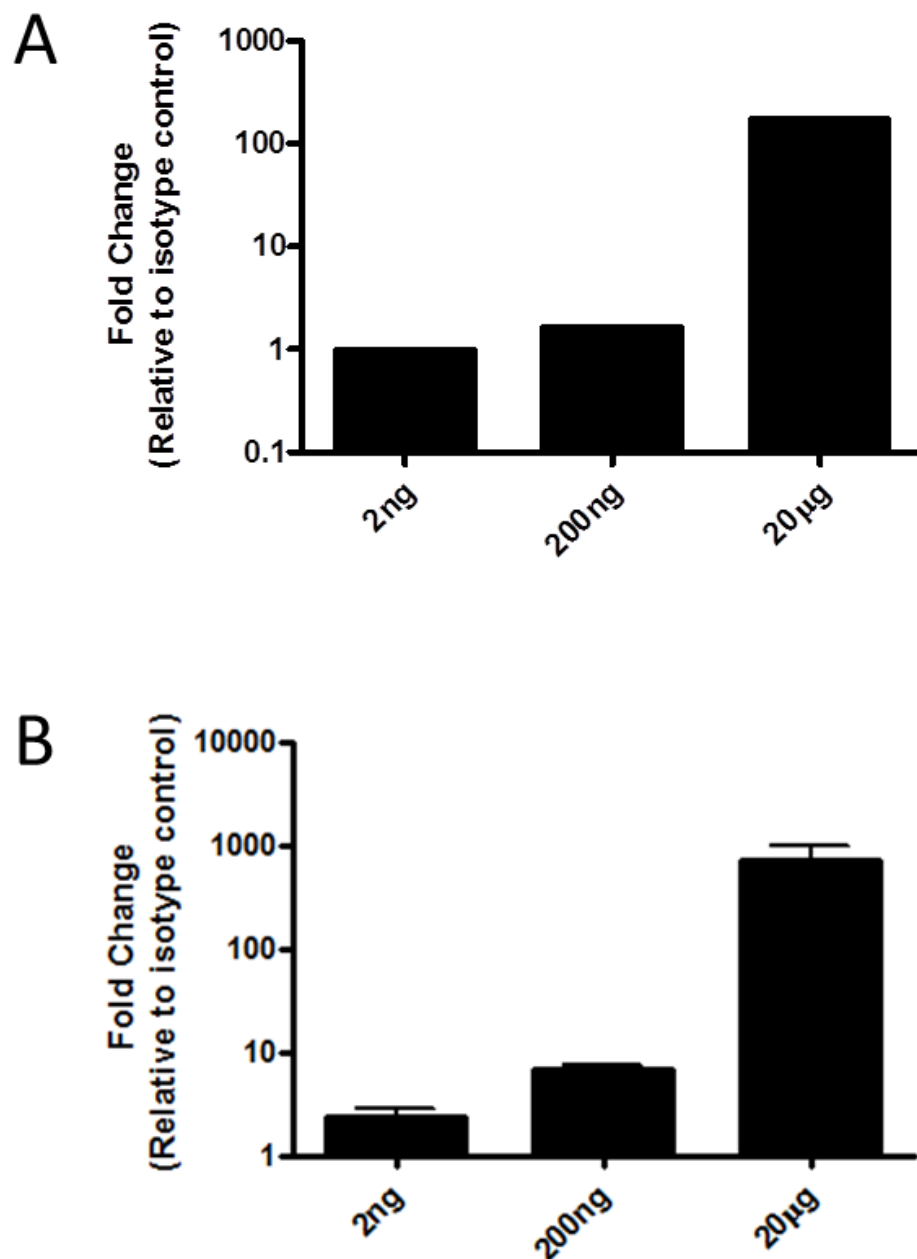 A
Fold Change
(Relative to isotype control)
1000
100
10
1
0.1
2ng
200ng
20µg
B
Fold Change
(Relative to isotype control)
10000
1000
100
10
1
2ng
200ng
20µg